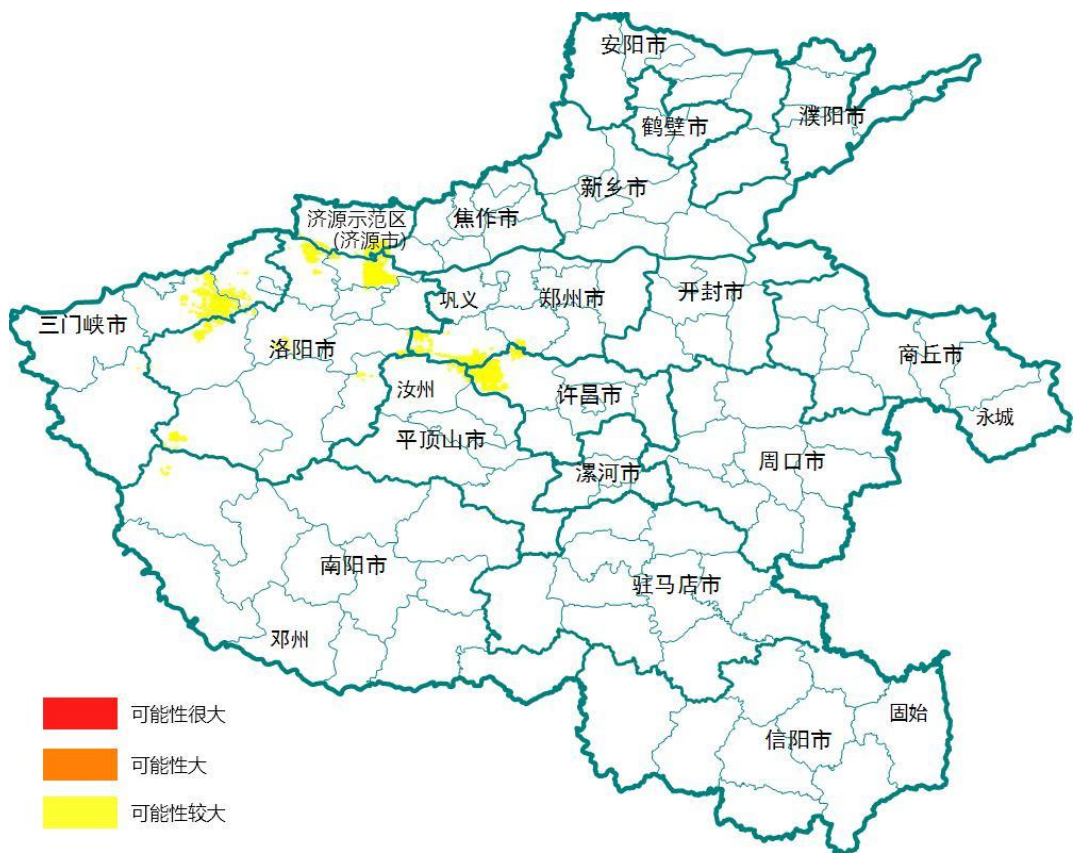 安阳市
濮阳市
鹤壁市
新乡市
济源示范区
(济源市)
焦作市
巩义
郑州市
开封市
三门峡市
洛阳市
商丘市
汝州
许昌市
永城
平顶山市
漯河市
周口市
南阳市
驻马店市
邓州
固始
信阳市
可能性很大
可能性大
可能性较大